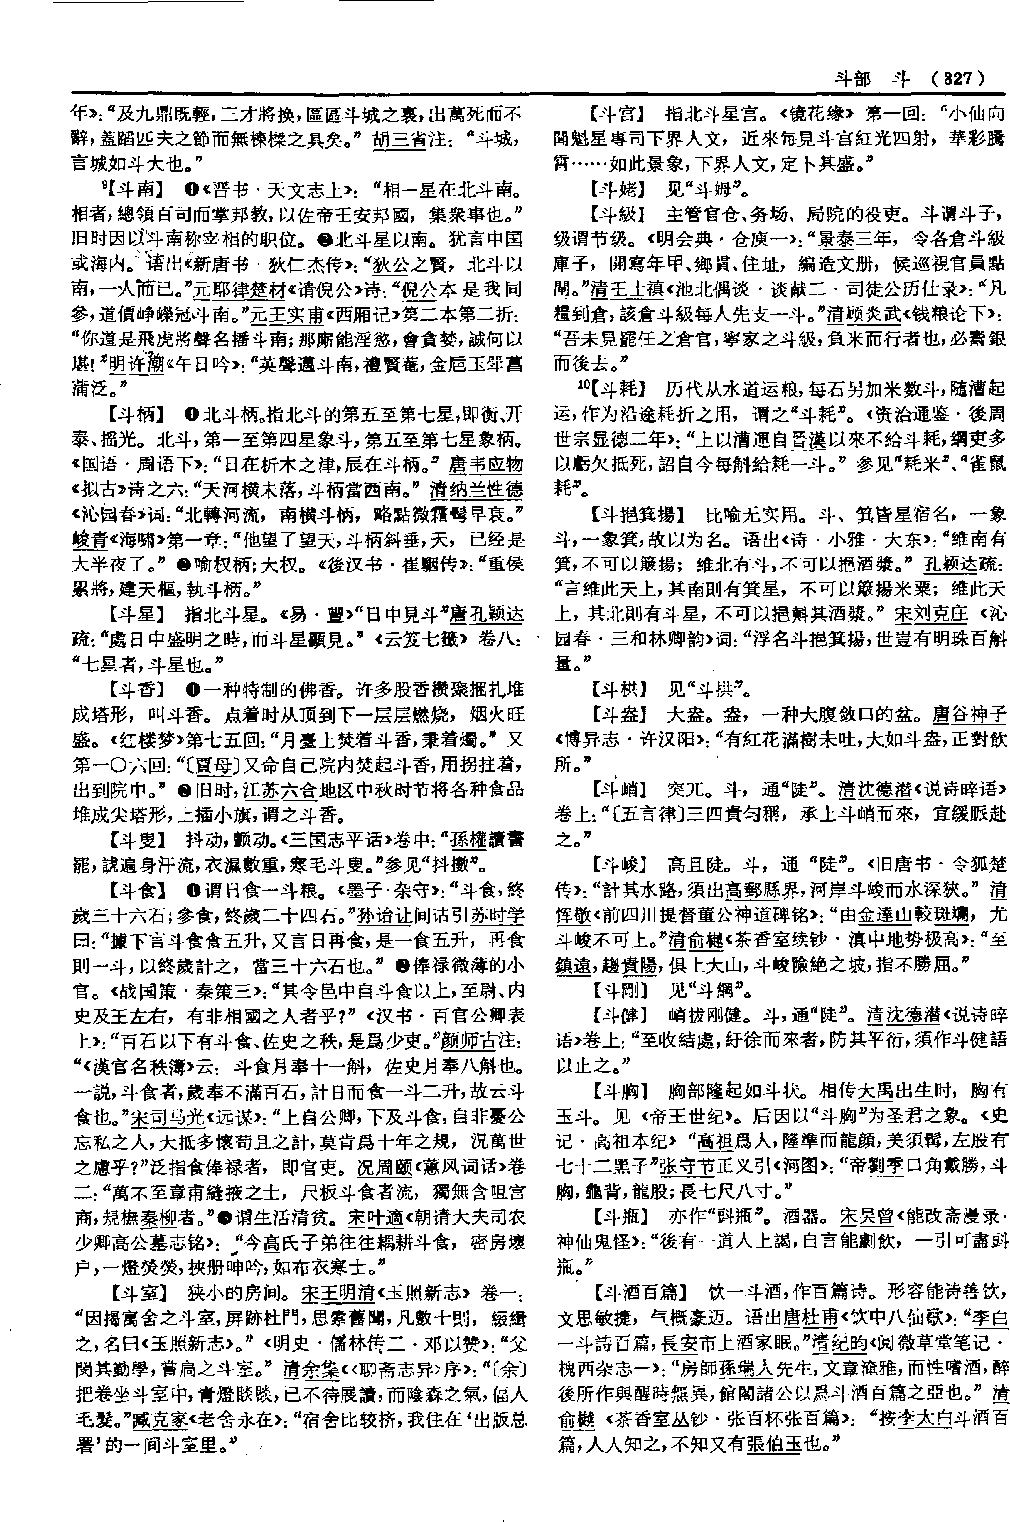 斗部 斗 （327）
年》：“及九鼎既輕，三才將换，區區斗城之裏，出萬死而不
辭，蓋蹈匹夫之節而無棟樑之具矣。” 胡三省注：“斗城，
言城如斗大也。”
9【斗南】 ❶《晋书·天文志上》：“相一星在北斗南。
相者，總領百司而掌邦教，以佐帝王安邦國，集衆事也。”
旧时因以斗南称宰相的职位。❷北斗星以南。犹言中国
或海内。语出《新唐书·狄仁杰传》：“狄公之賢，北斗以
南，一人而已。”元耶律楚材《请倪公》诗：“倪公本是我同
參，道價崢嶸冠斗南。”元王实甫《西厢记》第二本第二折：
“你道是飛虎將聲名播斗南；那廝能淫慾，會貪婪，誠何以
堪！”明许潮《午日吟》：“英聲邁斗南，禮賢菴，金卮玉斝菖
蒲泛。”
【斗柄】 ❶北斗柄。指北斗的第五至第七星，即衡、开
泰、摇光。北斗，第一至第四星象斗，第五至第七星象柄。
《国语·周语下》：“日在析木之津，辰在斗柄。” 唐韦应物
《拟古》诗之六：“天河横未落，斗柄當西南。” 清纳兰性德
《沁园春》词：“北轉河流，南横斗柄，略點微霜鬢早衰。”
峻青《海啸》第一章：“他望了望天，斗柄斜垂，天，已经是
大半夜了。” ❷喻权柄；大权。《後汉书·崔駰传》：“重侯
累將，建天樞，執斗柄。”
【斗星】 指北斗星。《易·豐》“日中見斗”唐孔颖达
疏：“處日中盛明之時，而斗星顯見。” 《云笈七籤》卷八：
“七星者，斗星也。”
【斗香】 ❶一种特制的佛香。许多股香攒聚捆扎堆
成塔形，叫斗香。点着时从顶到下一层层燃烧，烟火旺
盛。《红楼梦》第七五回：“月臺上焚着斗香，秉着燭。” 又
第一〇六回：“〔賈母〕又命自己院内焚起斗香，用拐拄着，
出到院中。” ❷旧时，江苏六合地区中秋时节将各种食品
堆成尖塔形，上插小旗，谓之斗香。
【斗叟】 抖动，颤动。《三国志平话》卷中：“孫權讀書
罷，諕遍身汗流，衣濕數重，寒毛斗叟。”参见“抖擞”。
【斗食】 ❶谓日食一斗粮。《墨子·杂守》：“斗食，终
歲三十六石；參食，終歲二十四石。”孙诒让间诂引苏时学
曰：“據下言斗食食五升，又言日再食，是一食五升，再食
則一斗，以終歲計之，當三十六石也。” ❷俸禄微薄的小
官。《战国策·秦策三》：“其令邑中自斗食以上，至尉、内
史及王左右，有非相國之人者乎？” 《汉书·百官公卿表
上》：“百石以下有斗食、佐史之秩，是爲少吏。”颜师古注：
“《漢官名秩簿》云：斗食月奉十一斛，佐史月奉八斛也。
一説，斗食者，歲奉不滿百石，計日而食一斗二升，故云斗
食也。”宋司马光《远谋》：“上自公卿，下及斗食，自非憂公
忘私之人，大抵多懷苟且之計，莫肯爲十年之規，況萬世
之慮乎？”泛指食俸禄者，即官吏。况周颐《蕙风词话》卷
二：“萬不至章甫縫掖之士，尺板斗食者流，獨無含咀宫
商，規橅秦柳者。”❸谓生活清贫。宋叶適《朝请大夫司农
少卿高公墓志铭》：“今高氏子弟往往耦耕斗食，密房壞
户，一燈熒熒，挾册呻吟，如布衣寒士。”
【斗室】 狭小的房间。宋王明清《玉照新志》卷一：
“因揭寓舍之斗室，屏跡杜門，思索舊聞，凡數十則，綴緝
之，名曰《玉照新志》。” 《明史·儒林传二·邓以赞》：“父
閔其勤學，嘗扃之斗室。” 清余集《〈聊斋志异〉序》：“〔余〕
把卷坐斗室中，青燈睒睒，已不待展讀，而陰森之氣，偪人
毛髮。”臧克家《老舍永在》：“宿舍比较挤，我住在‘出版总
署’的一间斗室里。”
【斗宫】 指北斗星宫。《镜花缘》第一回：“小仙向
聞魁星專司下界人文，近來每見斗宫紅光四射，華彩騰
霄……如此景象，下界人文，定卜其盛。”
【斗姥】 见“斗姆”。
【斗級】 主管官仓、务场、局院的役吏。斗谓斗子，
级谓节级。《明会典·仓庾一》：“景泰三年，令各倉斗級
庫子，開寫年甲、鄉貫、住址，編造文册，候巡視官員點
閘。”清王士禛《池北偶谈·谈献二·司徒公历仕录》：“凡
糧到倉，該倉斗級每人先支一斗。”清顾炎武《钱粮论下》：
“吾未見罷任之倉官，寧家之斗級，負米而行者也，必鬻銀
而後去。”
10【斗耗】 历代从水道运粮，每石另加米数斗，随漕起
运，作为沿途耗折之用，谓之“斗耗”。《资治通鉴·後周
世宗显德二年》：“上以漕運自晋漢以來不給斗耗，綱吏多
以虧欠抵死，詔自今每斛給耗一斗。” 参见“耗米”、“雀鼠
耗”。
【斗挹箕揚】 比喻无实用。斗、箕皆星宿名，一象
斗，一象箕，故以为名。语出《诗·小雅·大东》：“维南有
箕，不可以簸揚；維北有斗，不可以挹酒漿。” 孔颖达疏：
“言維此天上，其南則有箕星，不可以簸揚米粟；維此天
上，其北則有斗星，不可以挹㪺其酒漿。” 宋刘克庄《沁
园春·三和林卿韵》词：“浮名斗挹箕揚，世豈有明珠百斛
量。”
【斗栱】 见“斗拱”。
【斗盎】 大盎。盎，一种大腹敛口的盆。唐谷神子
《博异志·许汉阳》：“有紅花滿樹未吐，大如斗盎，正對飲
所。”
【斗峭】 突兀。斗，通“陡”。清沈德潜《说诗晬语》
卷上：“〔五言律〕三四貴匀稱，承上斗峭而來，宜缓脈赴
之。”
【斗峻】 高且陡。斗，通“陡”。《旧唐书·令狐楚
传》：“計其水路，須出高郵縣界，河岸斗峻而水深狹。” 清
恽敬《前四川提督董公神道碑铭》：“由金達山毂斑斕，尤
斗峻不可上。”清俞樾《茶香室续钞·滇中地势极高》：“至
鎮遠，趨貴陽，俱上大山，斗峻險絶之坡，指不勝屈。”
【斗剛】 见“斗綱”。
【斗健】 峭拔刚健。斗，通“陡”。清沈德潜《说诗晬
语》卷上：“至收結處，紆徐而來者，防其平衍，須作斗健語
以止之。”
【斗胸】 胸部隆起如斗状。相传大禹出生时，胸有
玉斗。见《帝王世纪》。后因以“斗胸”为圣君之象。《史
记·高祖本纪》“高祖爲人，隆準而龍顔，美須髯，左股有
七十二黑子”张守节正义引《河图》：“帝劉季口角戴勝，斗
胸，龜背，龍股；長七尺八寸。”
【斗瓶】 亦作“㪷瓶”。酒器。宋吴曾《能改斋漫录·
神仙鬼怪》：“後有一道人上謁，自言能劇飲，一引可盡㪷
瓶。”
【斗酒百篇】 饮一斗酒，作百篇诗。形容能诗善饮，
文思敏捷，气概豪迈。语出唐杜甫《饮中八仙歌》：“李白
一斗詩百篇，長安市上酒家眠。”清纪昀《阅微草堂笔记·
槐西杂志一》：“房師孫端人先生，文章淹雅，而性嗜酒，醉
後所作與醒時無異，館閣諸公以爲斗酒百篇之亞也。” 清
俞樾《茶香室丛钞·张百杯张百篇》：“按李太白斗酒百
篇，人人知之，不知又有張伯玉也。”